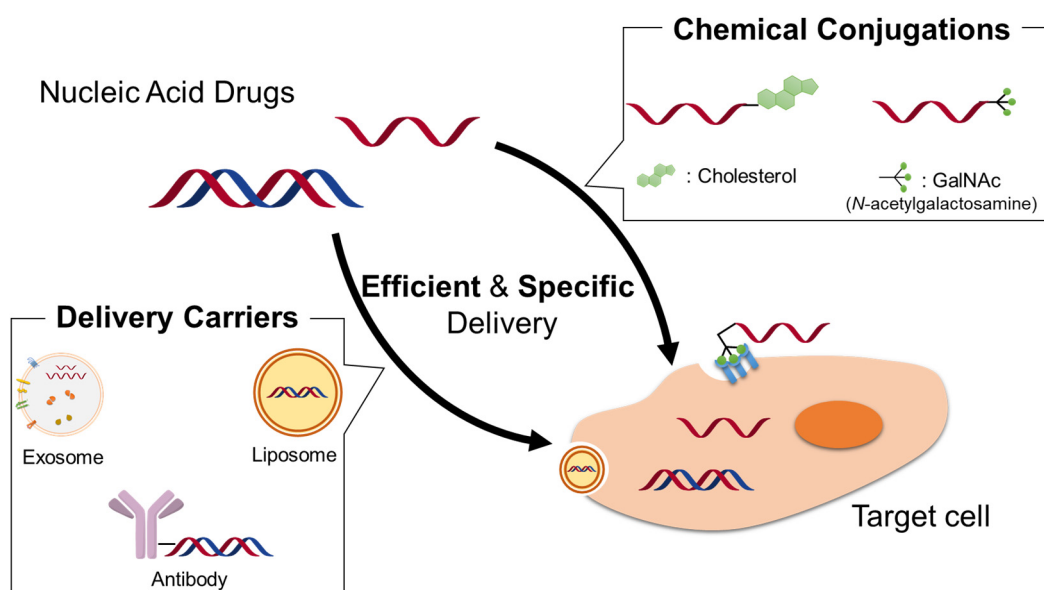 Chemical Conjugations
Nucleic Acid Drugs
: Cholesterol
: GalNAc
(N-acetylgalactosamine)
Efficient & Specific
Delivery
Delivery Carriers
Exosome
Liposome
Antibody
Target cell